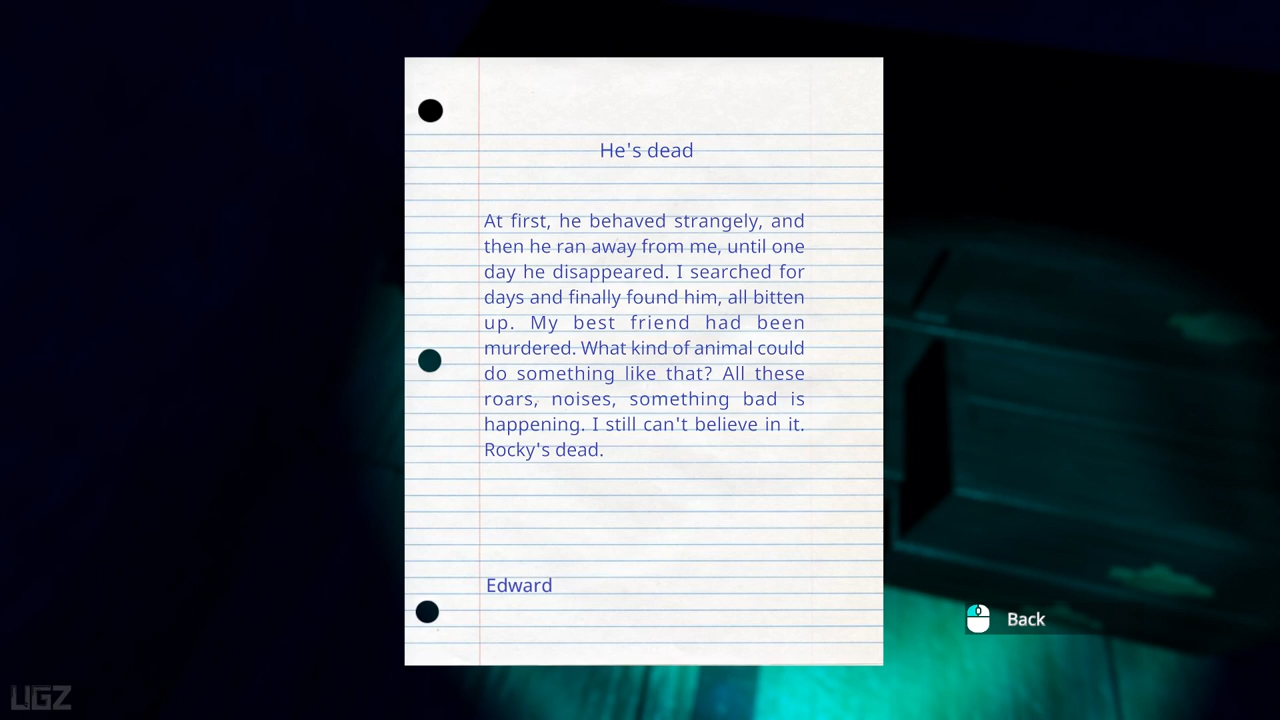 He's dead
At first, he behaved strangely, and
then he ran away from me, until one
day he disappeared. I searched for
days and finally found him, all bitten
up. My best friend had been
murdered. What kind of animal could
do something like that? All these
roars, noises, something bad is
happening. I still can't believe in it.
Rocky's dead.
Edward
Back
UGZ